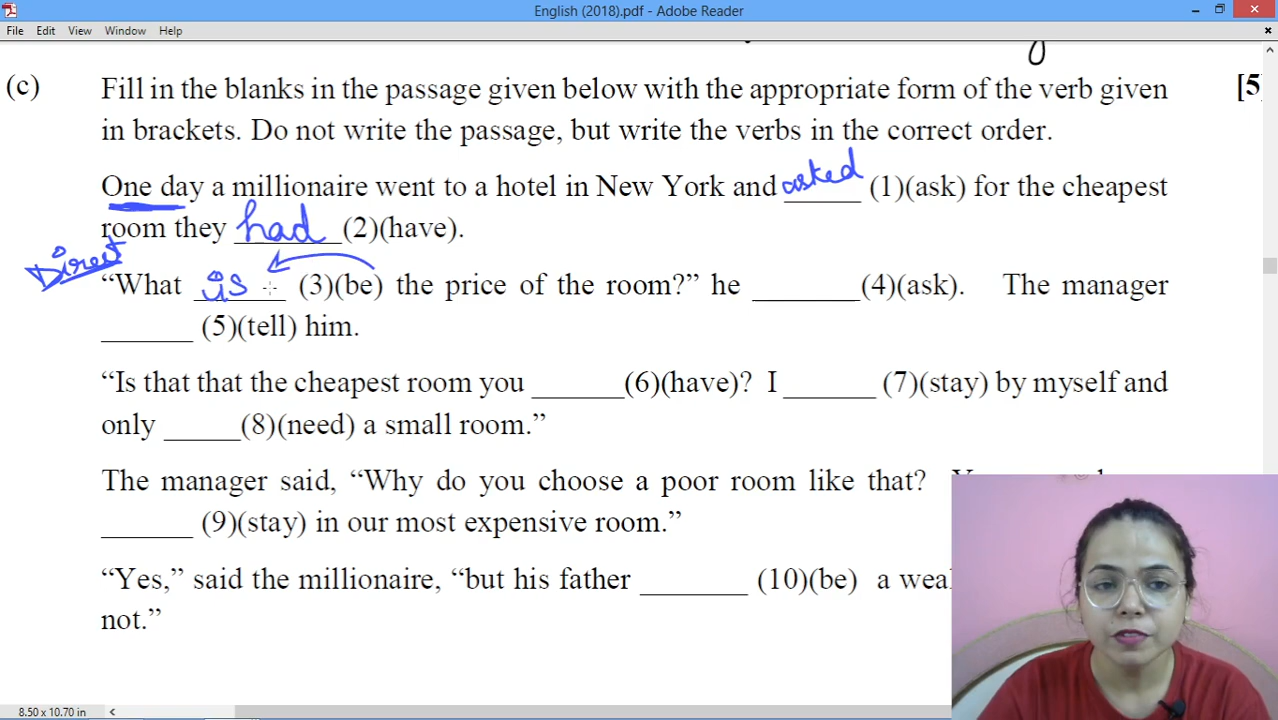 English (2018).pdf - Adobe Reader
File Edit View Window Help
(c) Fill in the blanks in the passage given below with the appropriate form of the verb given [5]
in brackets. Do not write the passage, but write the verbs in the correct order.
One day a millionaire went to a hotel in New York and asked (1)(ask) for the cheapest
room they had (2)(have).
Direct
“What is (3)(be) the price of the room?” he ________(4)(ask). The manager
_______ (5)(tell) him.
“Is that that the cheapest room you _______(6)(have)? I _______ (7)(stay) by myself and
only ______(8)(need) a small room.”
The manager said, “Why do you choose a poor room like that?
_______ (9)(stay) in our most expensive room.”
“Yes,” said the millionaire, “but his father ________ (10)(be) a
not.”
8.50 x 10.70 in